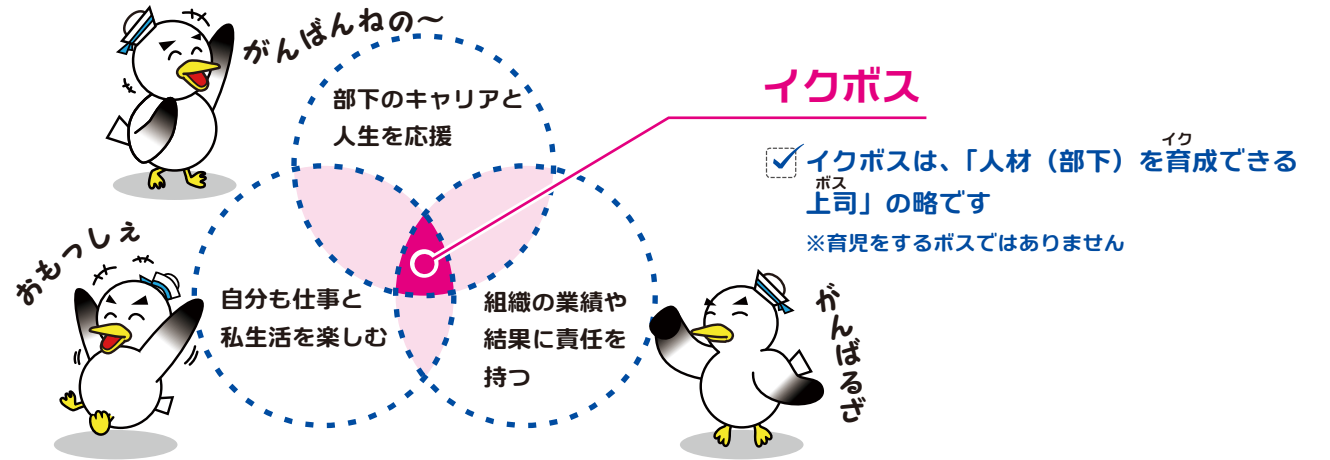 がんばんねの〜
部下のキャリアと
人生を応援
イクボス
イクボスは、「人材（部下）を育成できる
イク
上司」の略です
ボス
※育児をするボスではありません
おもっしぇ
自分も仕事と
私生活を楽しむ
組織の業績や
結果に責任を
持つ
がんばるざ